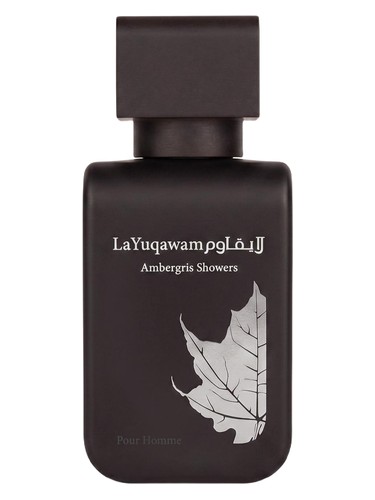 LaYuqawam لايقاوم
Ambergris Showers
Pour Homme